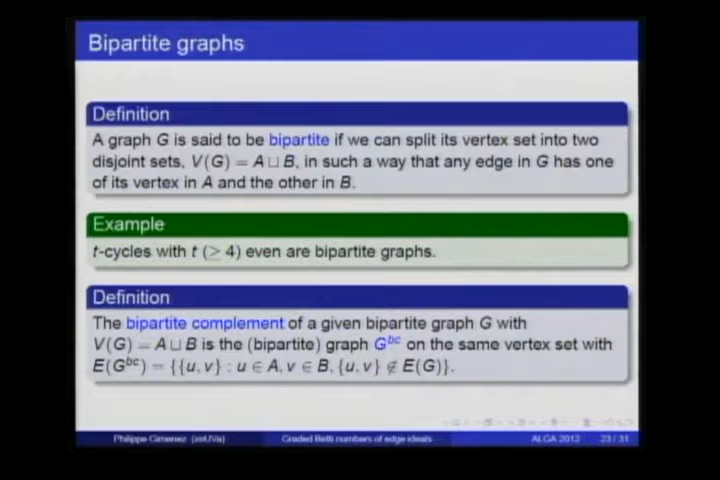 Bipartite graphs
Definition
A graph G is said to be bipartite if we can split its vertex set into two
disjoint sets, V(G) = A ⊔ B, in such a way that any edge in G has one
of its vertex in A and the other in B.
Example
t-cycles with t (≥ 4) even are bipartite graphs.
Definition
The bipartite complement of a given bipartite graph G with
V(G) = A ⊔ B is the (bipartite) graph G^bc on the same vertex set with
E(G^bc) = {{u, v} : u ∈ A, v ∈ B, {u, v} ∉ E(G)}.
Philippe Gimenez (imUVa) Graded Betti numbers of edge ideals ALGA 2012 23 / 31